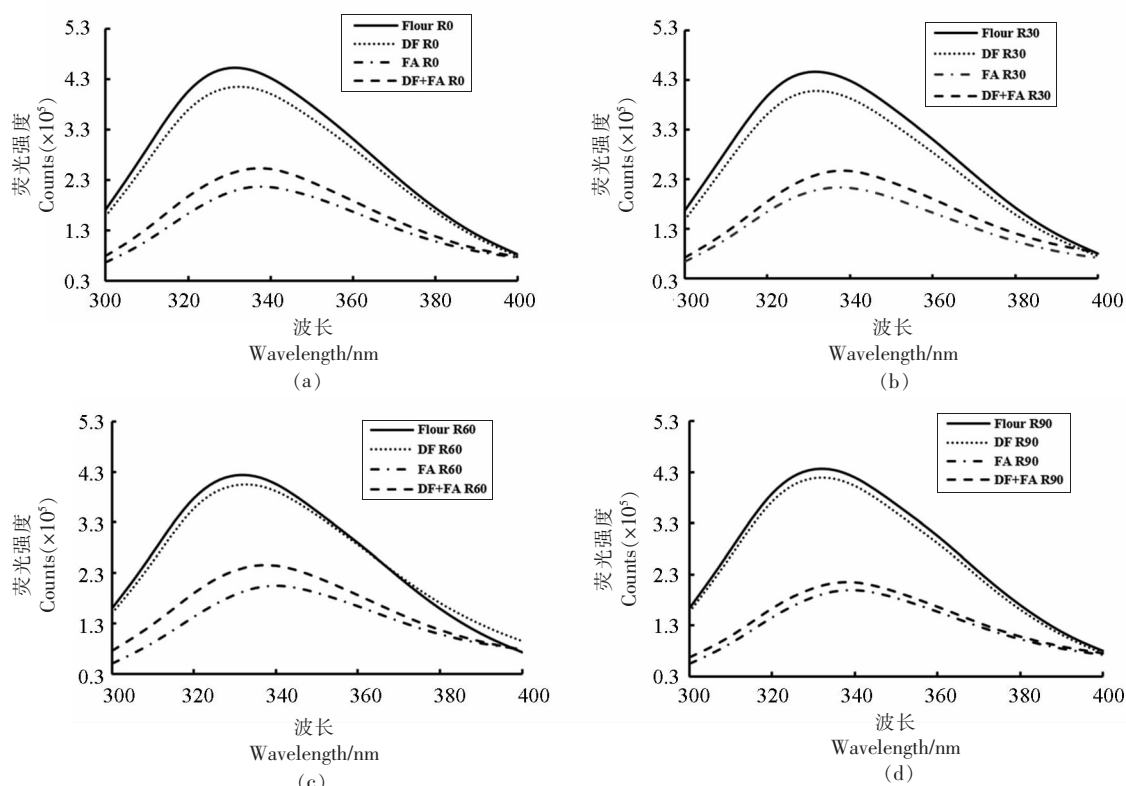 5.3
4.3
3.3
2.3
1.3
0.3
荧光强度
Counts(×10⁵)
Flour R0
DF R0
FA R0
DF+FA R0
300 320 340 360 380 400
波长
Wavelength/nm
(a)
5.3
4.3
3.3
2.3
1.3
0.3
荧光强度
Counts(×10⁵)
Flour R30
DF R30
FA R30
DF+FA R30
300 320 340 360 380 400
波长
Wavelength/nm
(b)
5.3
4.3
3.3
2.3
1.3
0.3
荧光强度
Counts(×10⁵)
Flour R60
DF R60
FA R60
DF+FA R60
300 320 340 360 380 400
波长
Wavelength/nm
(c)
5.3
4.3
3.3
2.3
1.3
0.3
荧光强度
Counts(×10⁵)
Flour R90
DF R90
FA R90
DF+FA R90
300 320 340 360 380 400
波长
Wavelength/nm
(d)